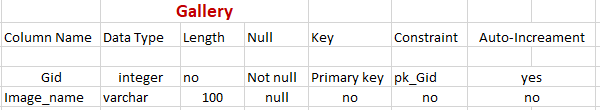 Gallery
Column Name Data Type Length Null Key Constraint Auto-Increament
Gid integer no Not null Primary key pk_Gid yes
Image_name varchar 100 null no no no